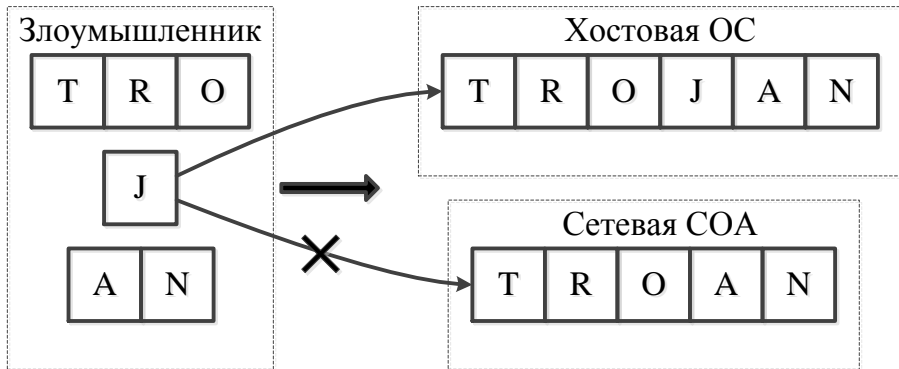 Злоумышленник
T R O
J
A N
Хостовая ОС
T R O J A N
Сетевая СОА
T R O A N